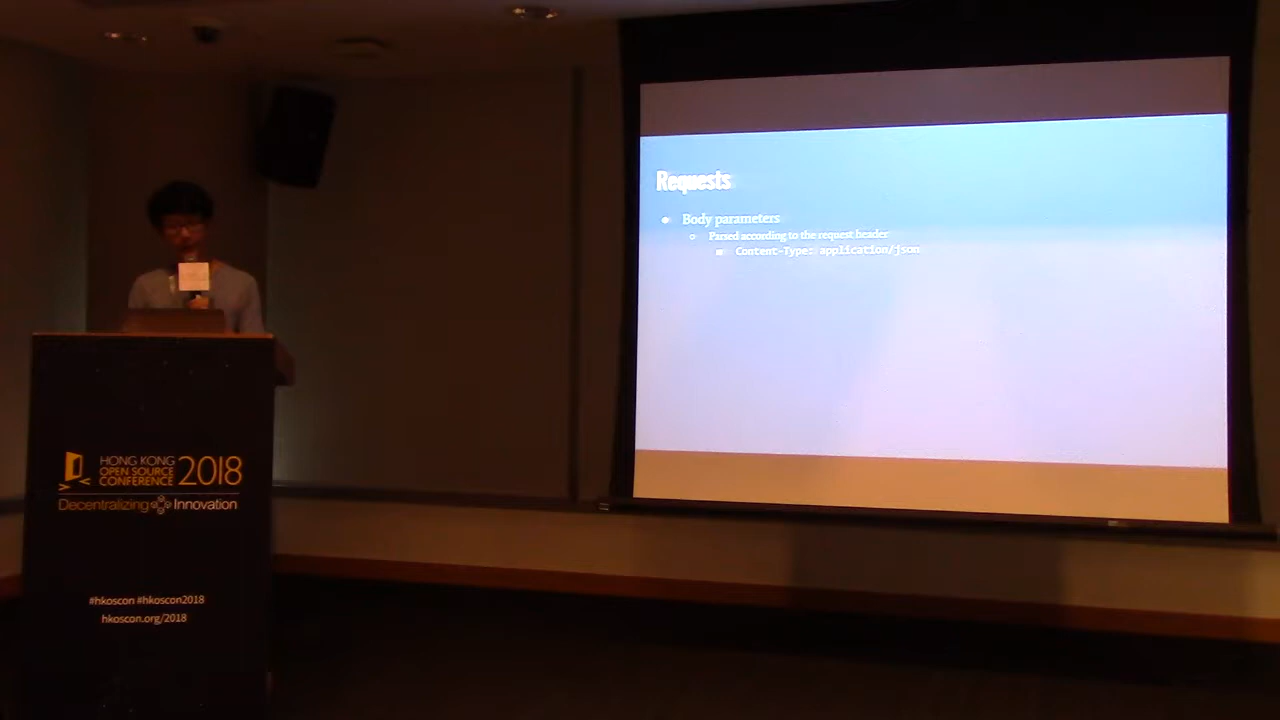 Requests
Body parameters
Parsed according to the request header
Content-Type: application/json
HONG KONG
OPEN SOURCE
CONFERENCE 2018
Decentralizing Innovation
#hkoscon #hkoscon2018
hkoscon.org/2018